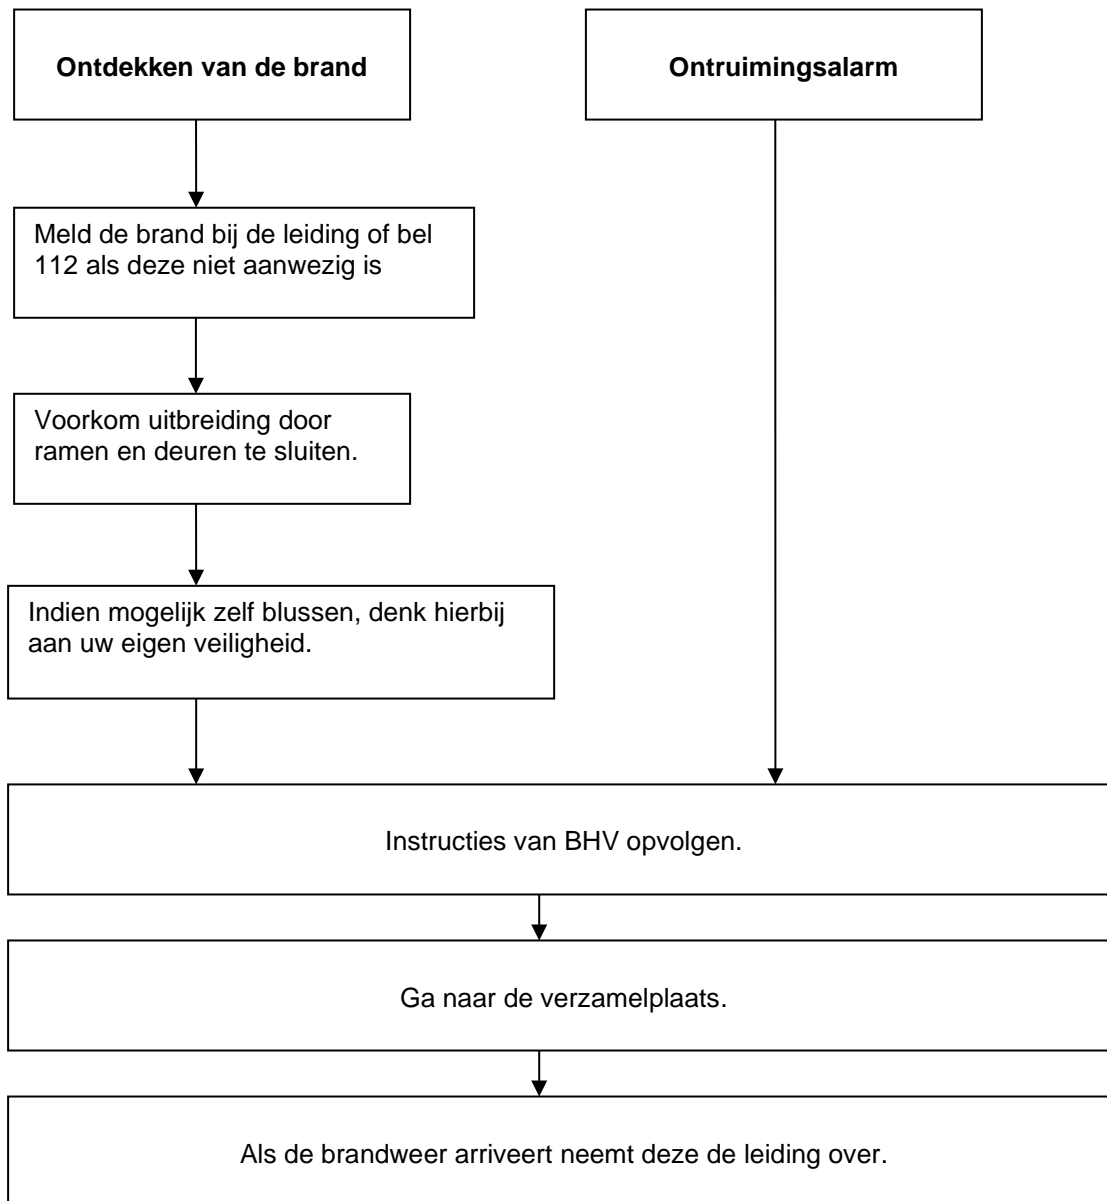 Ontdekken van de brand
Ontruimingsalarm
Meld de brand bij de leiding of bel
112 als deze niet aanwezig is
Voorkom uitbreiding door
ramen en deuren te sluiten.
Indien mogelijk zelf blussen, denk hierbij
aan uw eigen veiligheid.
Instructies van BHV opvolgen.
Ga naar de verzamelplaats.
Als de brandweer arriveert neemt deze de leiding over.